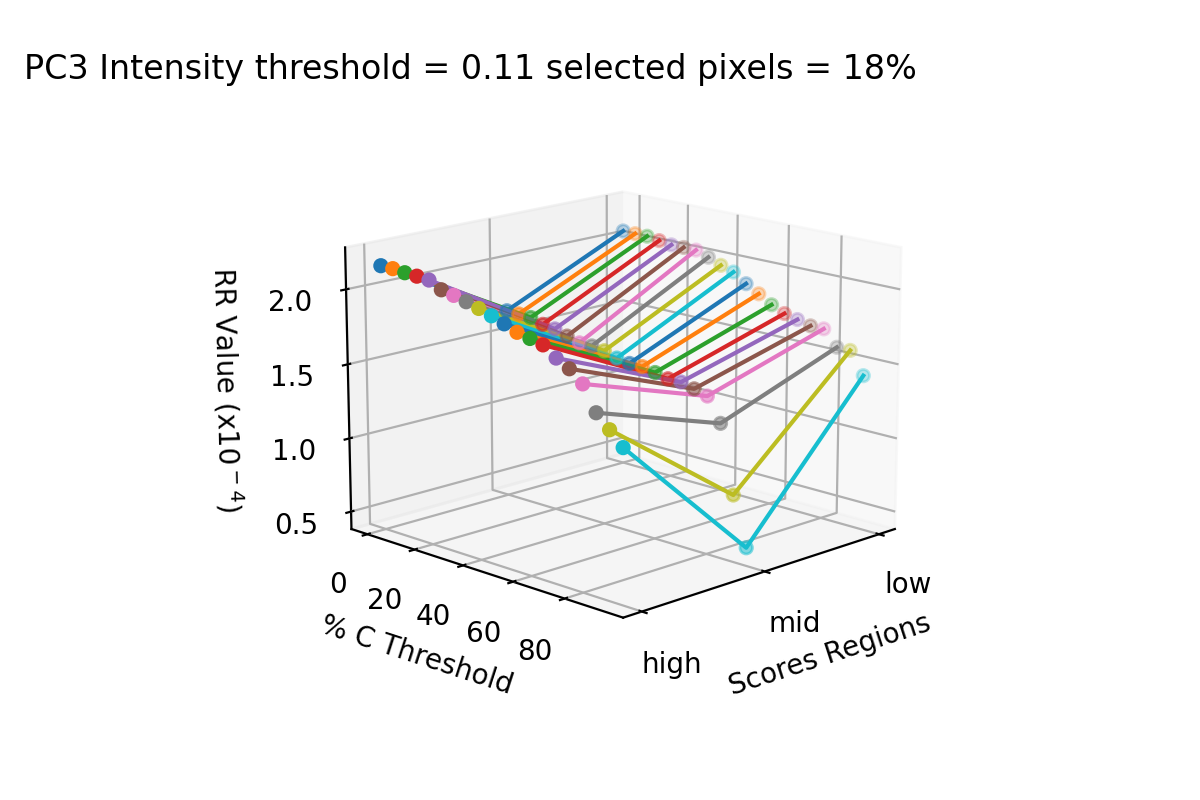 PC3 Intensity threshold = 0.11 selected pixels = 18%
RR Value (x10⁻⁴)
2.0
1.5
1.0
0.5
0
20
40
60
80
% C Threshold
high
mid
low
Scores Regions